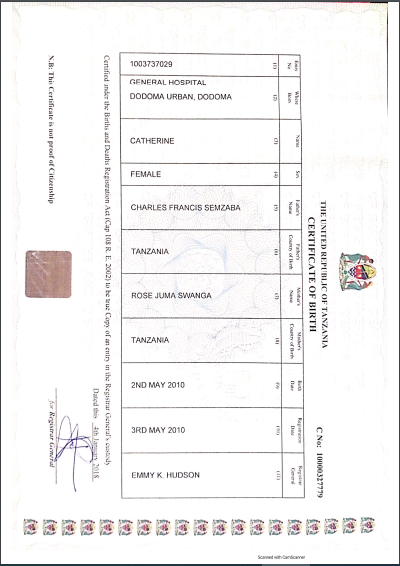 THE UNITED REPUBLIC OF TANZANIA
CERTIFICATE OF BIRTH
C No: 10000327779
Entry No
Where Born
Name
Sex
Father's Name
Father's Country of Birth
Mother's Name
Mother's Country of Birth
Birth Date
Registration Date
Registrar General
(1)
(2)
(3)
(4)
(5)
(6)
(7)
(8)
(9)
(10)
(11)
1003737029
GENERAL HOSPITAL
DODOMA URBAN, DODOMA
CATHERINE
FEMALE
CHARLES FRANCIS SEMZABA
TANZANIA
ROSE JUMA SWANGA
TANZANIA
2ND MAY 2010
3RD MAY 2010
EMMY K. HUDSON
Certified under the Births and Deaths Registration Act (Cap 108 R. E. 2002) to be true Copy of an entry in the Registrar General's custody
Dated this 4th January 2018
for Registrar General
N.B: This Certificate is not proof of Citizenship
Scanned with CamScanner